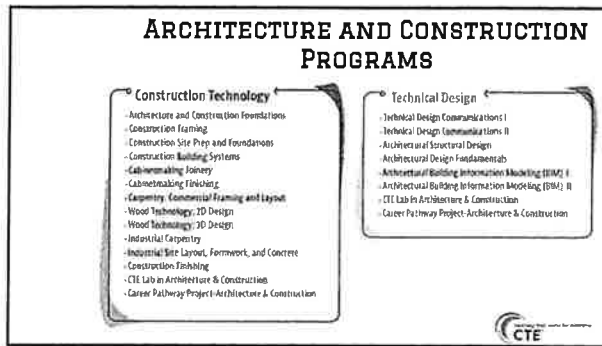 ARCHITECTURE AND CONSTRUCTION
PROGRAMS
Construction Technology
- Architecture and Construction Foundations
- Construction Framing
- Construction Site Prep and Foundations
- Construction Building Systems
- Cabinetmaking Joinery
- Cabinetmaking Finishing
- Carpentry: Commercial Framing and Layout
- Wood Technology: 2D Design
- Wood Technology: 3D Design
- Industrial Carpentry
- Industrial Site Layout, Formwork, and Concrete
- Construction Finishing
- CTE Lab in Architecture & Construction
- Career Pathway Project-Architecture & Construction
Technical Design
- Technical Design Communications I
- Technical Design Communications II
- Architectural Structural Design
- Architectural Design Fundamentals
- Architectural Building Information Modeling (BIM) I
- Architectural Building Information Modeling (BIM) II
- CTE Lab in Architecture & Construction
- Career Pathway Project-Architecture & Construction
CTE